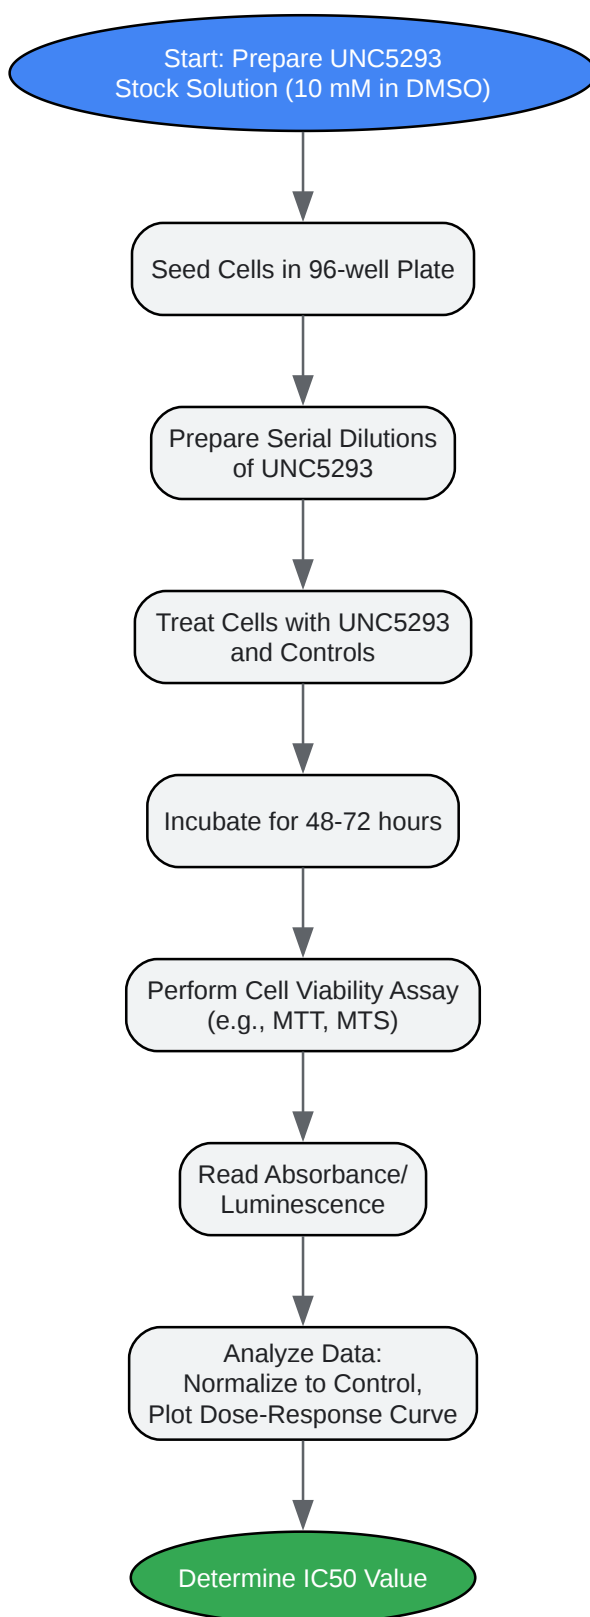 Start: Prepare UNC5293
Stock Solution (10 mM in DMSO)
Seed Cells in 96-well Plate
Prepare Serial Dilutions
of UNC5293
Treat Cells with UNC5293
and Controls
Incubate for 48-72 hours
Perform Cell Viability Assay
(e.g., MTT, MTS)
Read Absorbance/
Luminescence
Analyze Data:
Normalize to Control,
Plot Dose-Response Curve
Determine IC50 Value